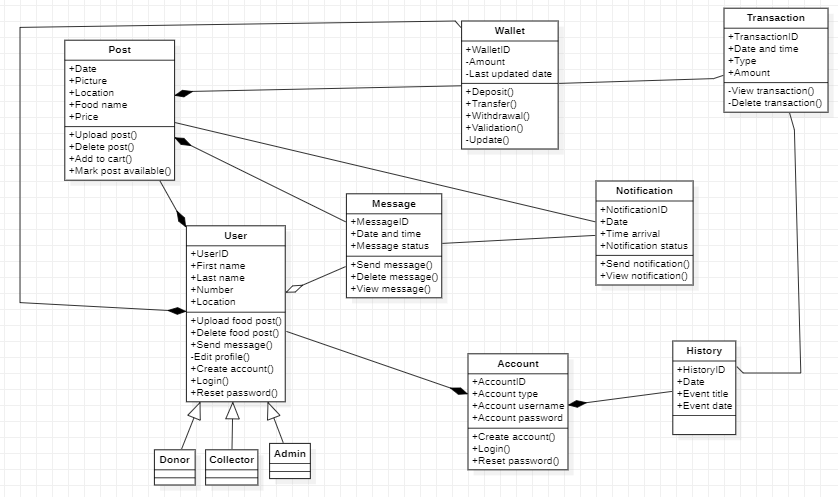 Post
+Date
+Picture
+Location
+Food name
+Price
+Upload post()
+Delete post()
+Add to cart()
+Mark post available()
Wallet
+WalletID
-Amount
-Last updated date
+Deposit()
+Transfer()
+Withdrawal()
+Validation()
-Update()
Transaction
+TransactionID
+Date and time
+Type
+Amount
-View transaction()
-Delete transaction()
Message
+MessageID
+Date and time
+Message status
+Send message()
+Delete message()
+View message()
Notification
+NotificationID
+Date
+Time arrival
+Notification status
+Send notification()
+View notification()
User
+UserID
+First name
+Last name
+Number
+Location
+Upload food post()
+Delete food post()
+Send message()
-Edit profile()
+Create account()
+Login()
+Reset password()
Account
+AccountID
+Account type
+Account username
+Account password
+Create account()
+Login()
+Reset password()
History
+HistoryID
+Date
+Event title
+Event date
Donor
Collector
Admin